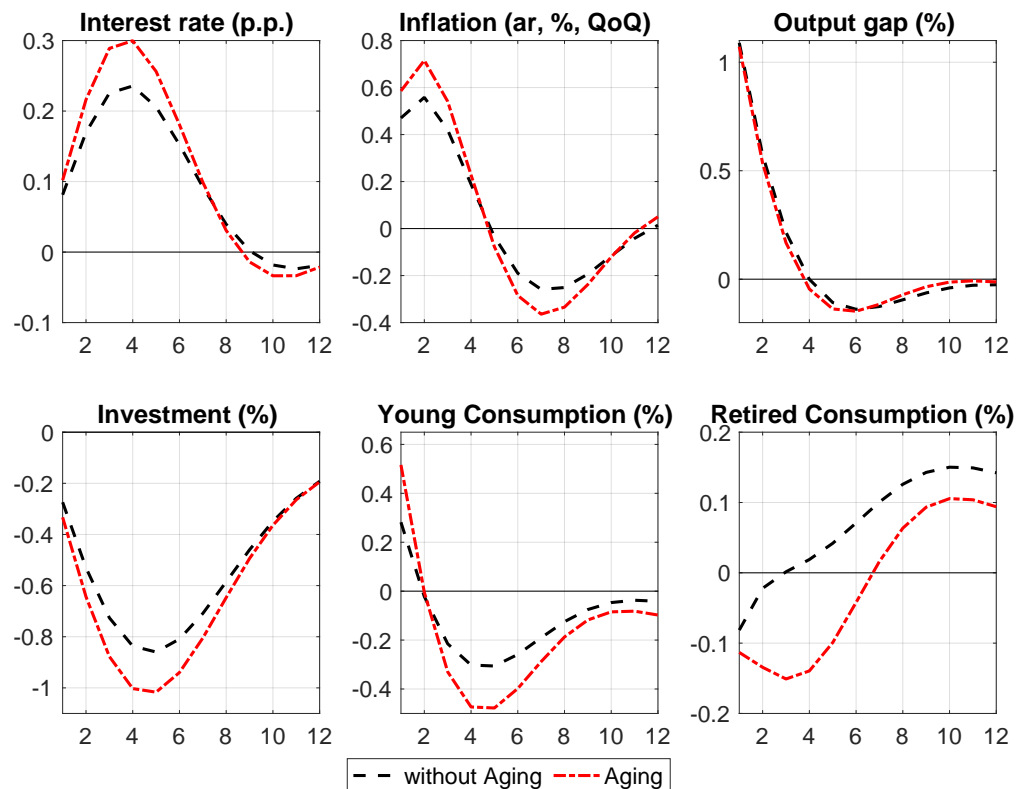 Interest rate (p.p.)
0.3
0.2
0.1
0
-0.1
2 4 6 8 10 12
Inflation (ar, %, QoQ)
0.8
0.6
0.4
0.2
0
-0.2
-0.4
2 4 6 8 10 12
Output gap (%)
1
0.5
0
2 4 6 8 10 12
Investment (%)
0
-0.2
-0.4
-0.6
-0.8
-1
2 4 6 8 10 12
Young Consumption (%)
0.6
0.4
0.2
0
-0.2
-0.4
2 4 6 8 10 12
Retired Consumption (%)
0.2
0.1
0
-0.1
-0.2
2 4 6 8 10 12
without Aging Aging